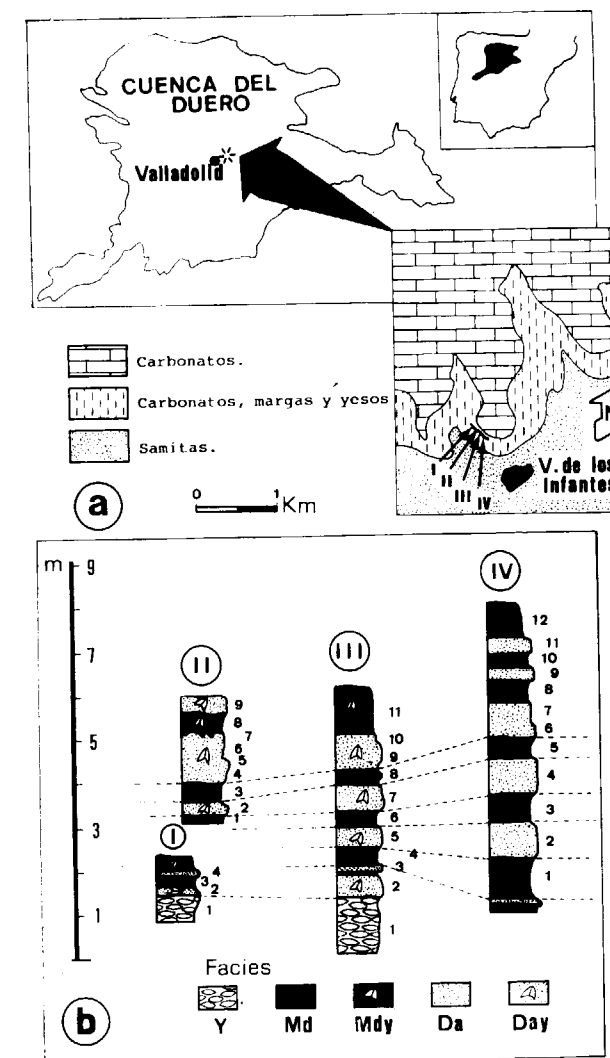 CUENCA DEL
DUERO
Valladolid
Carbonatos.
Carbonatos, margas y yesos
Samitas.
a
0 1
Km
I
II
III
IV
N
V. de los
Infantes
b
m
9
7
5
3
1
I
4
3
2
1
II
9
8
7
6
5
4
3
2
1
III
11
10
9
8
7
6
5
4
3
2
1
IV
12
11
10
9
8
7
6
5
4
3
2
1
Facies
Y Md Mdy Da Day